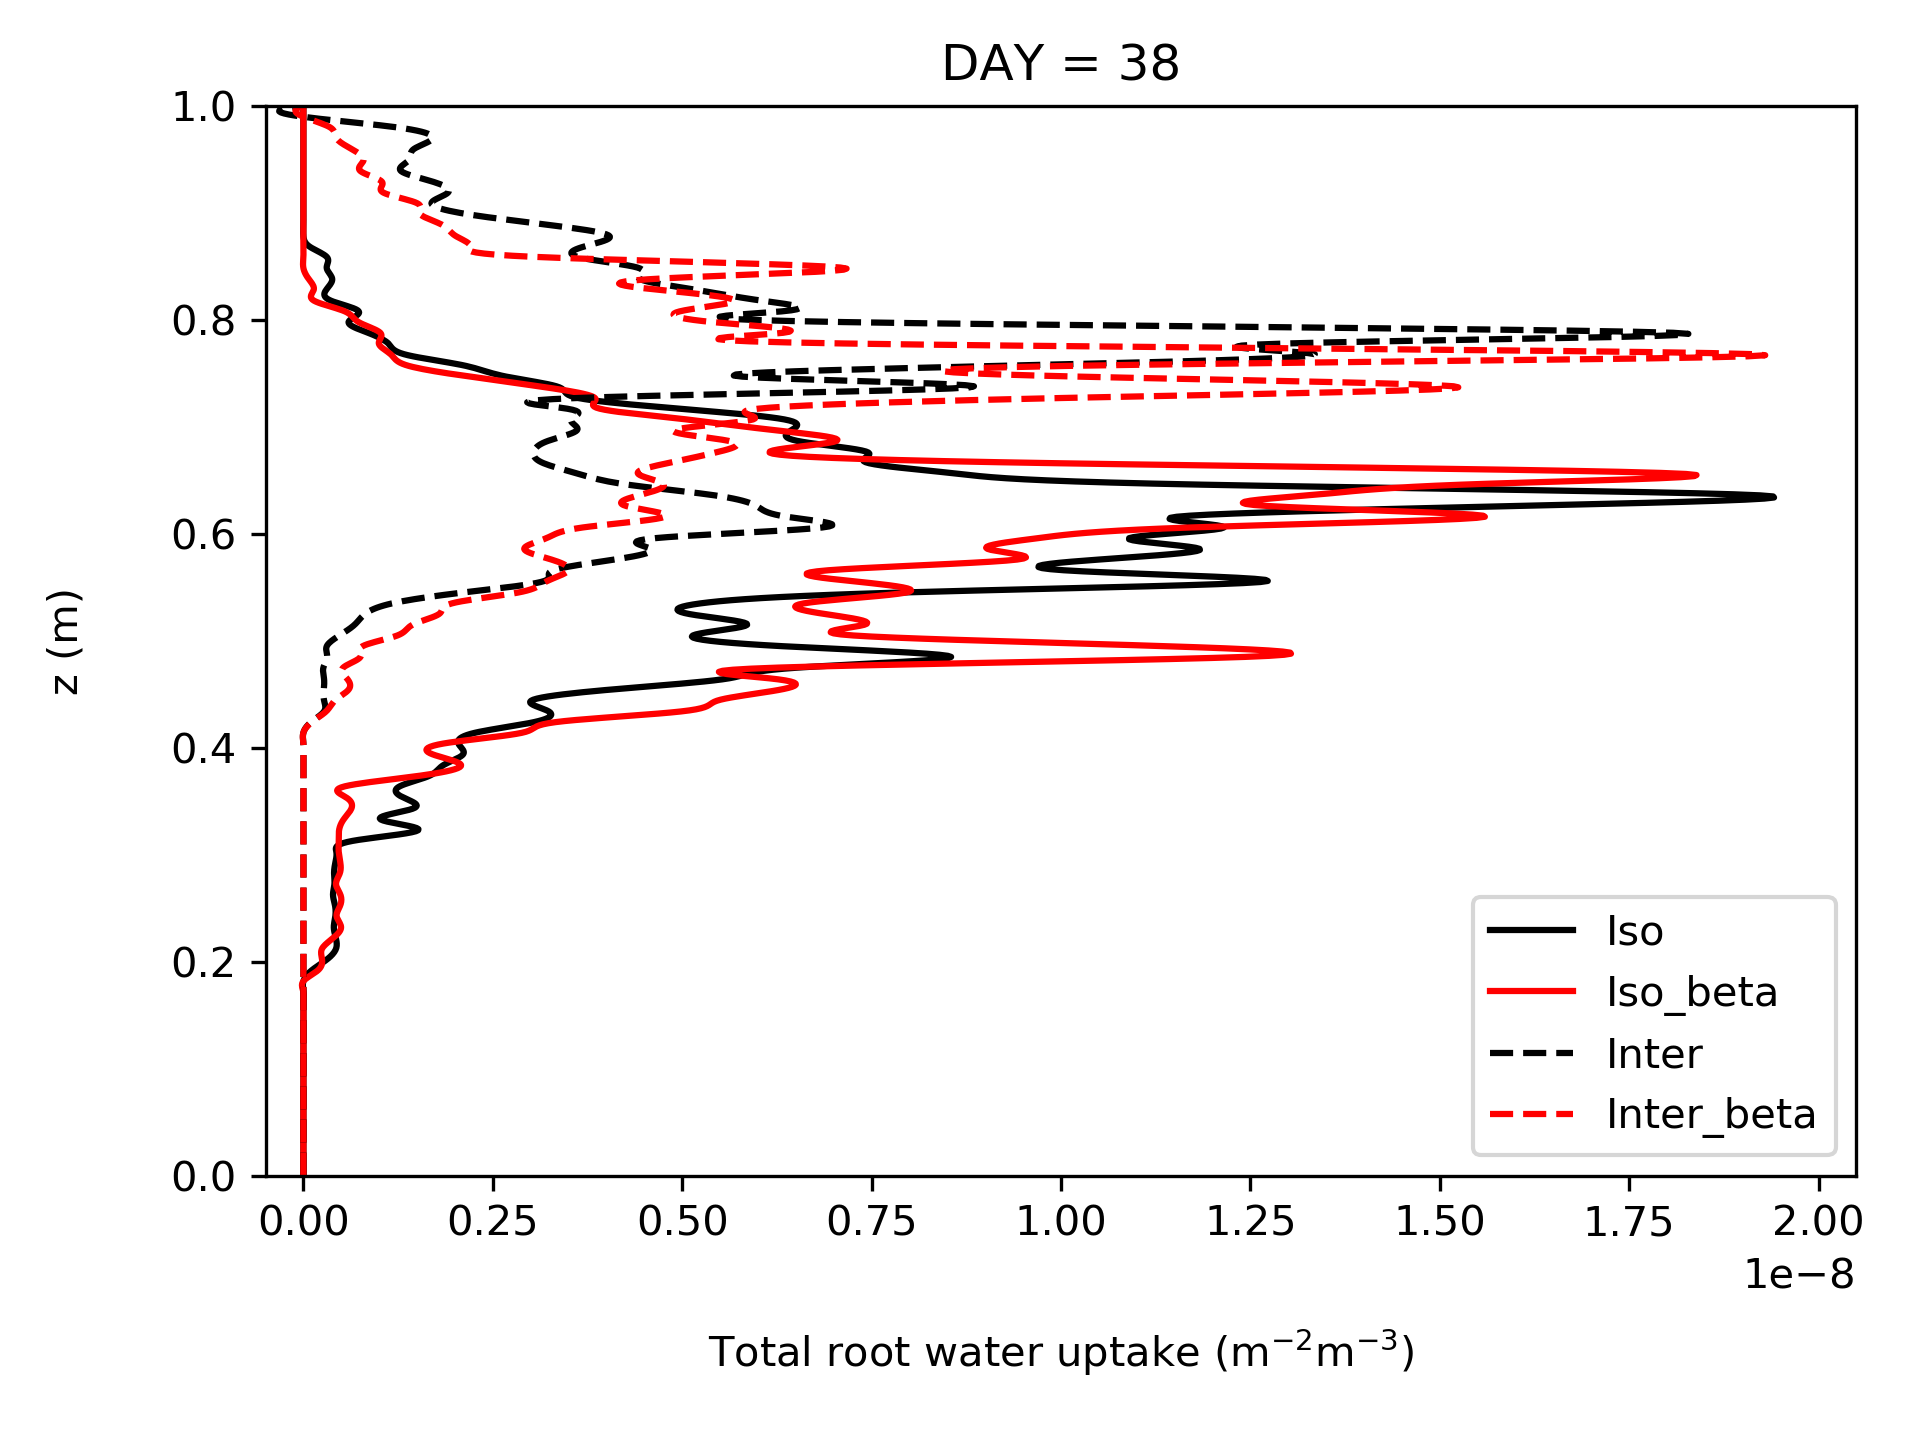 DAY = 38
1.0
0.8
0.6
0.4
0.2
0.0
z (m)
0.00 0.25 0.50 0.75 1.00 1.25 1.50 1.75 2.00
1e−8
Total root water uptake (m⁻²m⁻³)
Iso
Iso_beta
Inter
Inter_beta